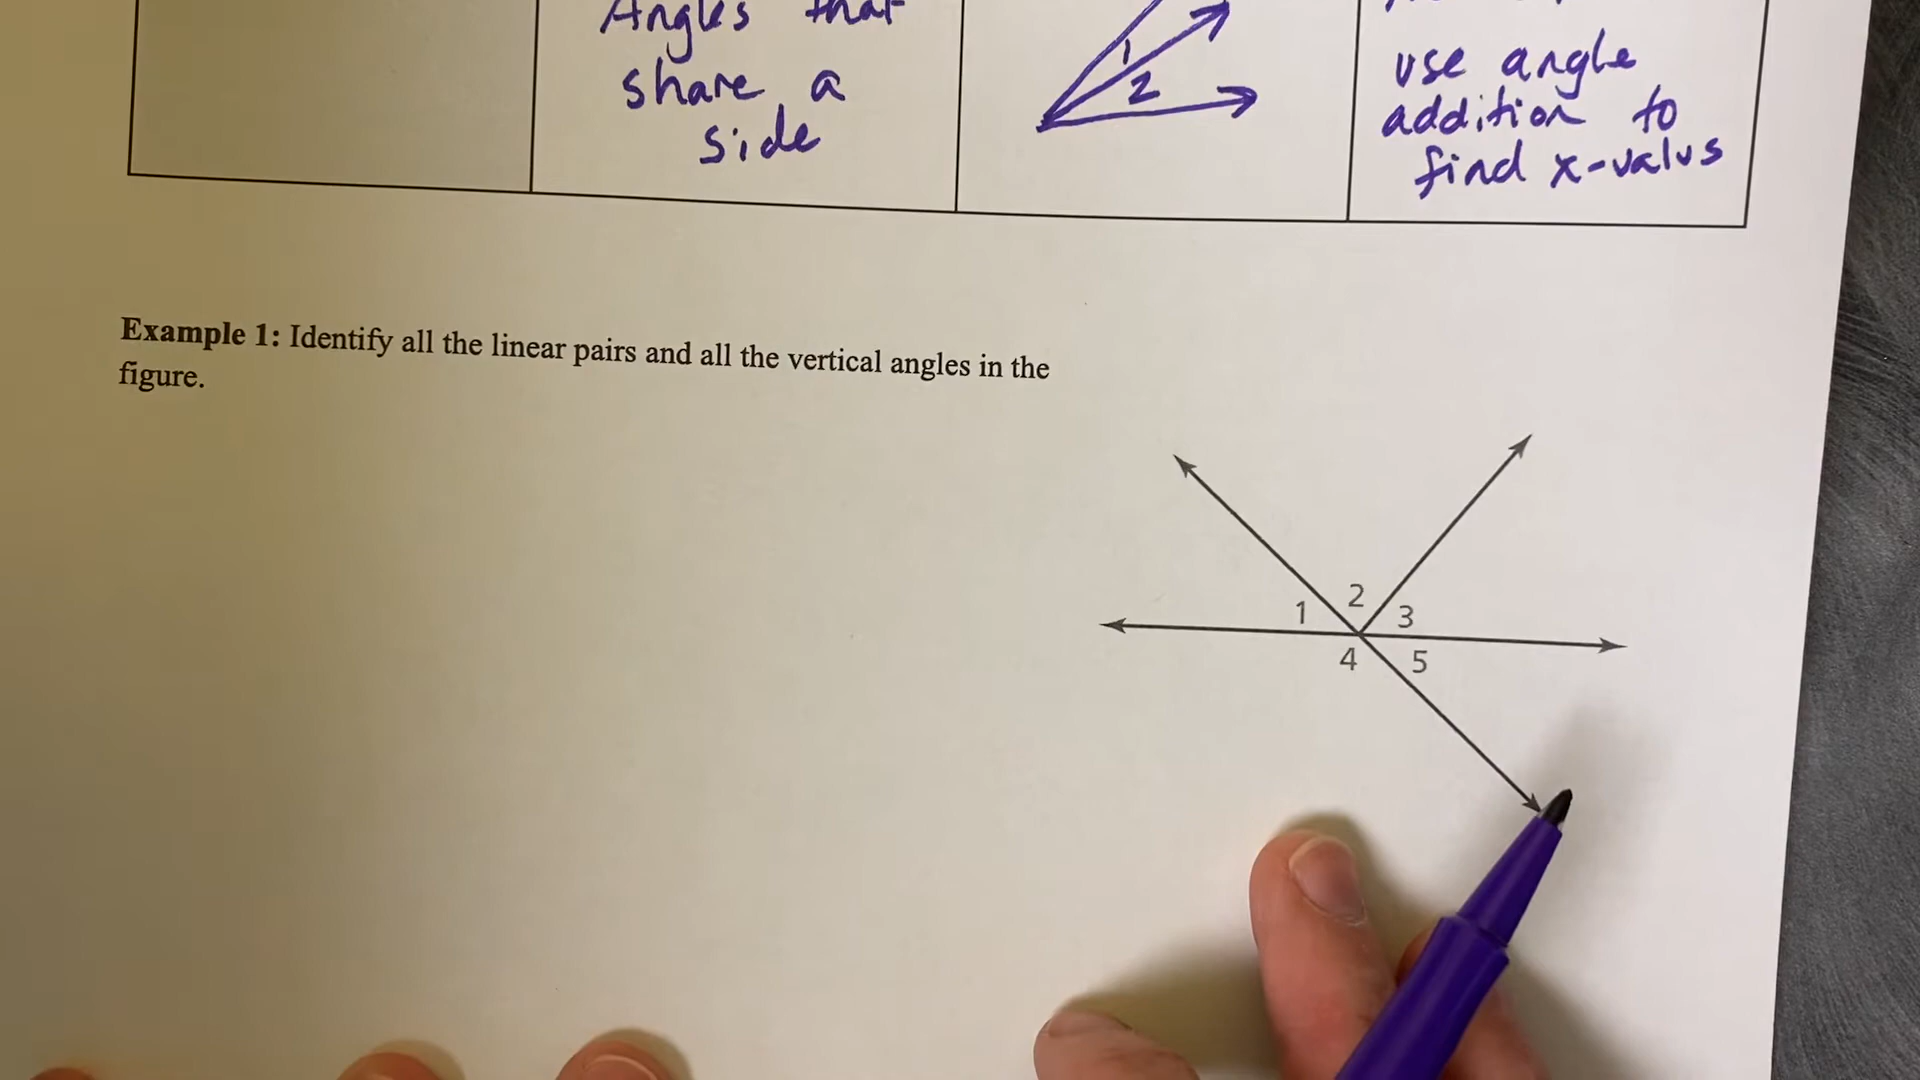 Angles that
share a
side
1
2
use angle
addition to
find x-valus
Example 1: Identify all the linear pairs and all the vertical angles in the
figure.
2
1
3
4
5